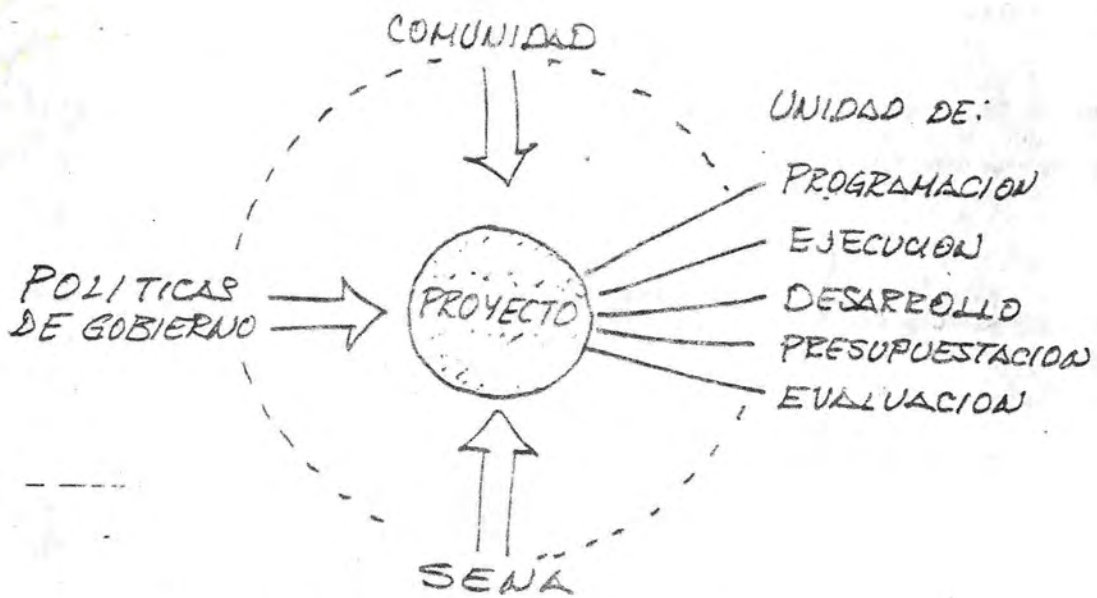 COMUNIDAD
UNIDAD DE:
PROGRAMACION
EJECUCION
DESARROLLO
PRESUPUESTACION
EVALUACION
POLITICAS
DE GOBIERNO
PROYECTO
SENA